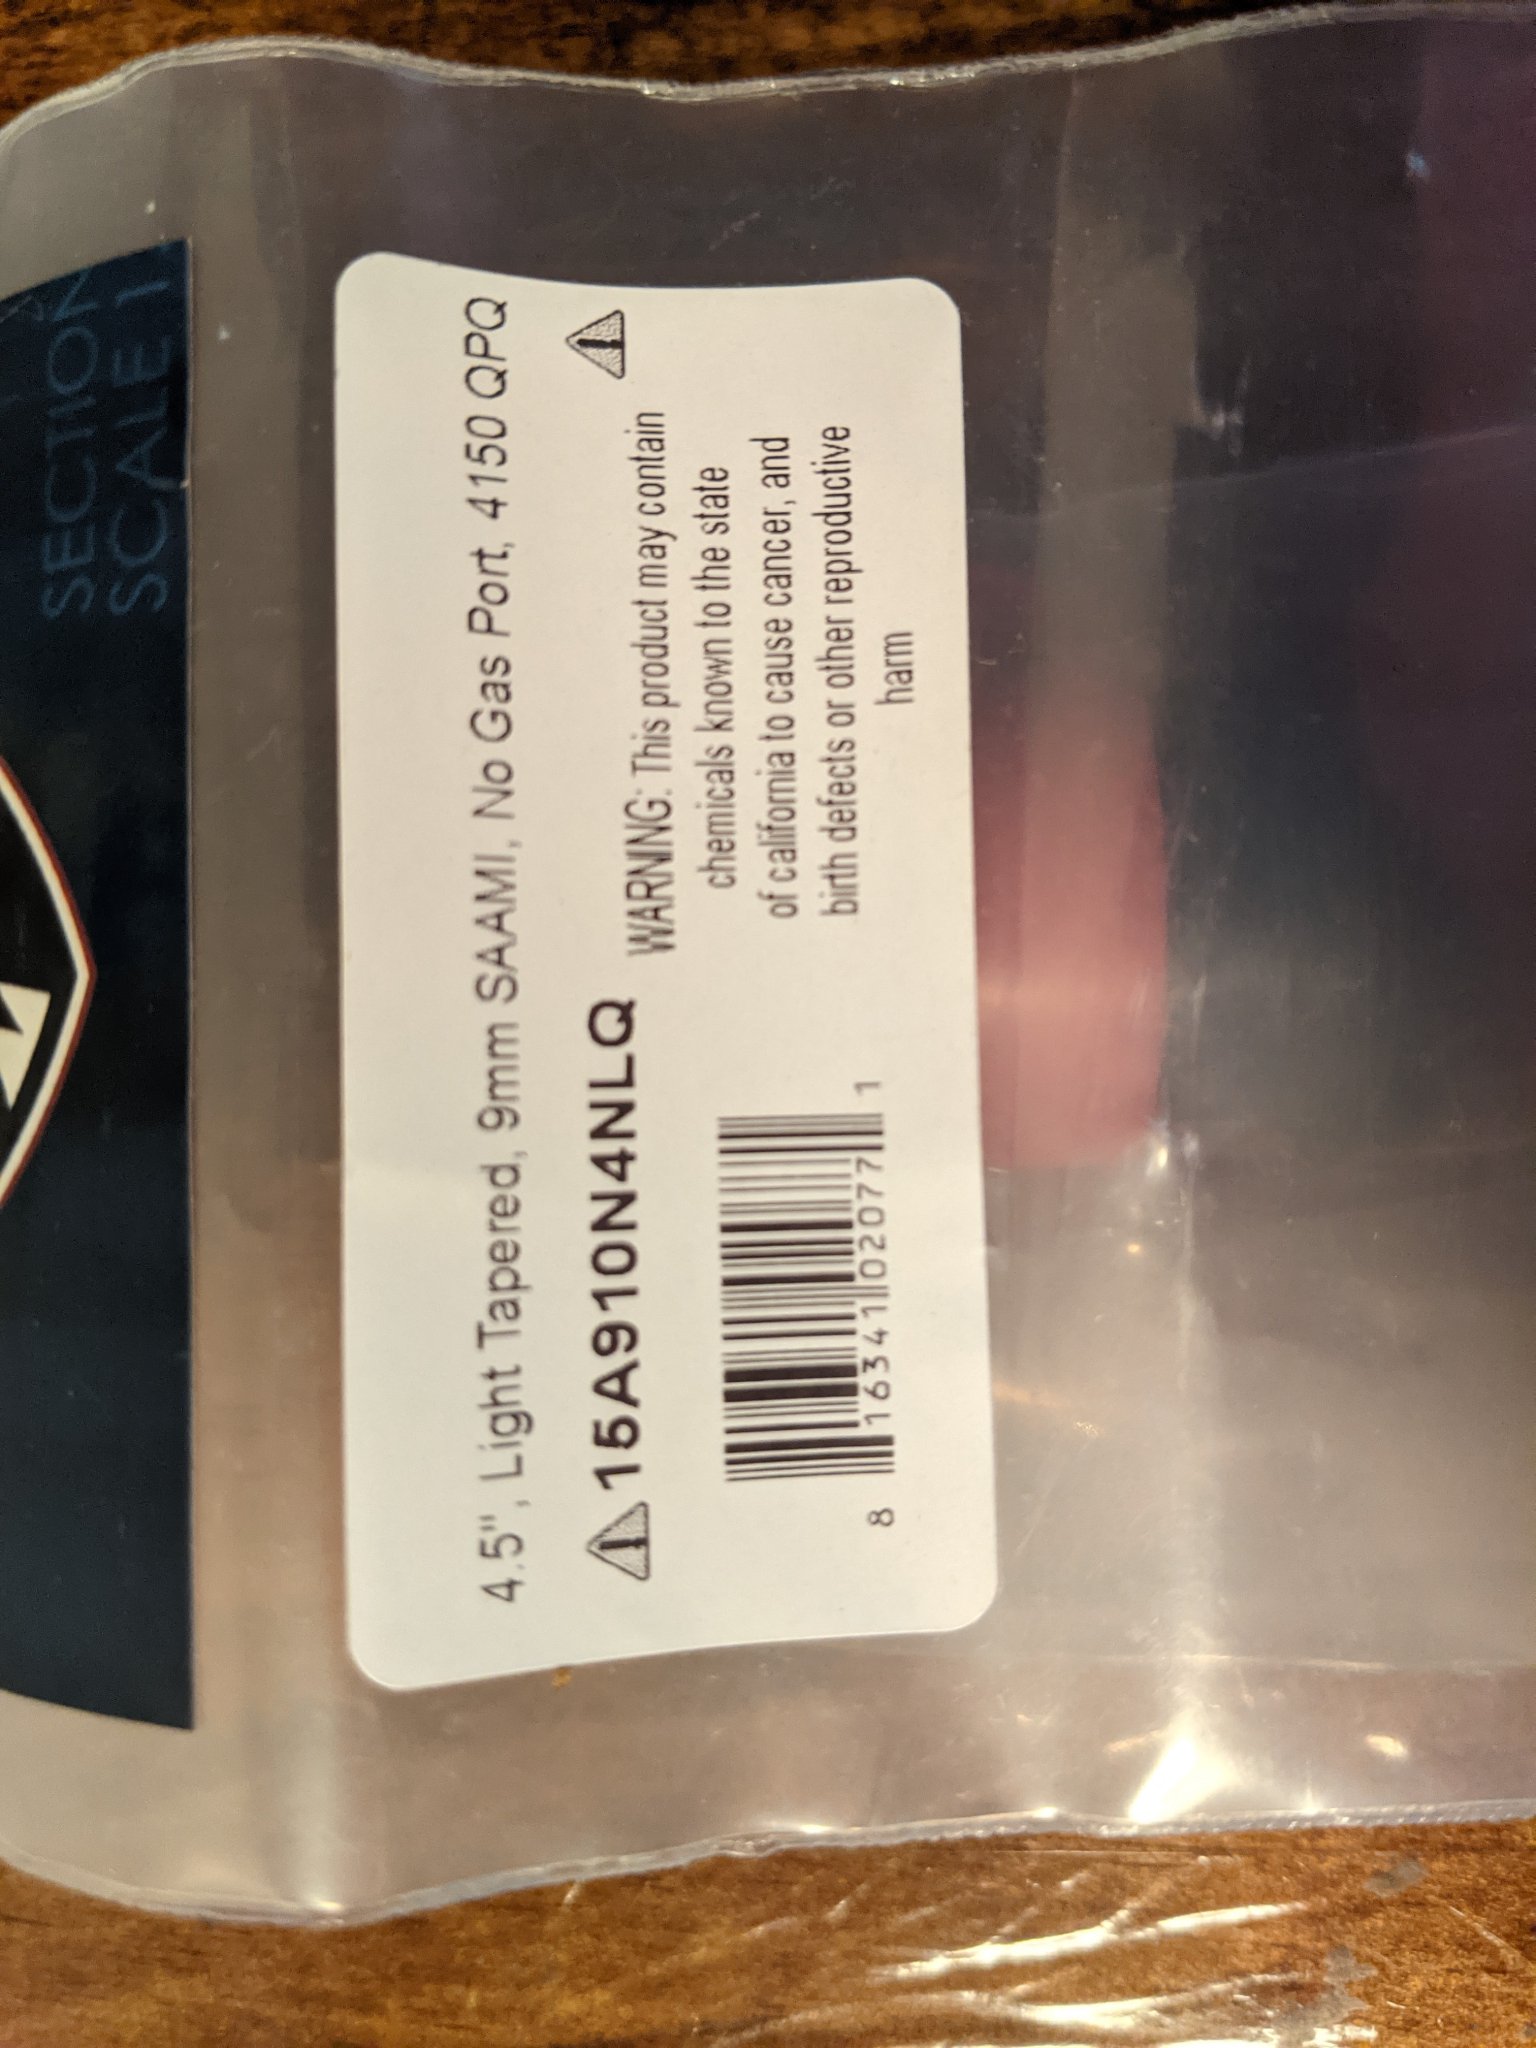 SECTION
SCALE 1
4.5", Light Tapered, 9mm SAAMI, No Gas Port, 4150 QPQ
15A910N4NLQ
WARNING: This product may contain
chemicals known to the state
of california to cause cancer, and
birth defects or other reproductive
harm
8 16341 02077 1